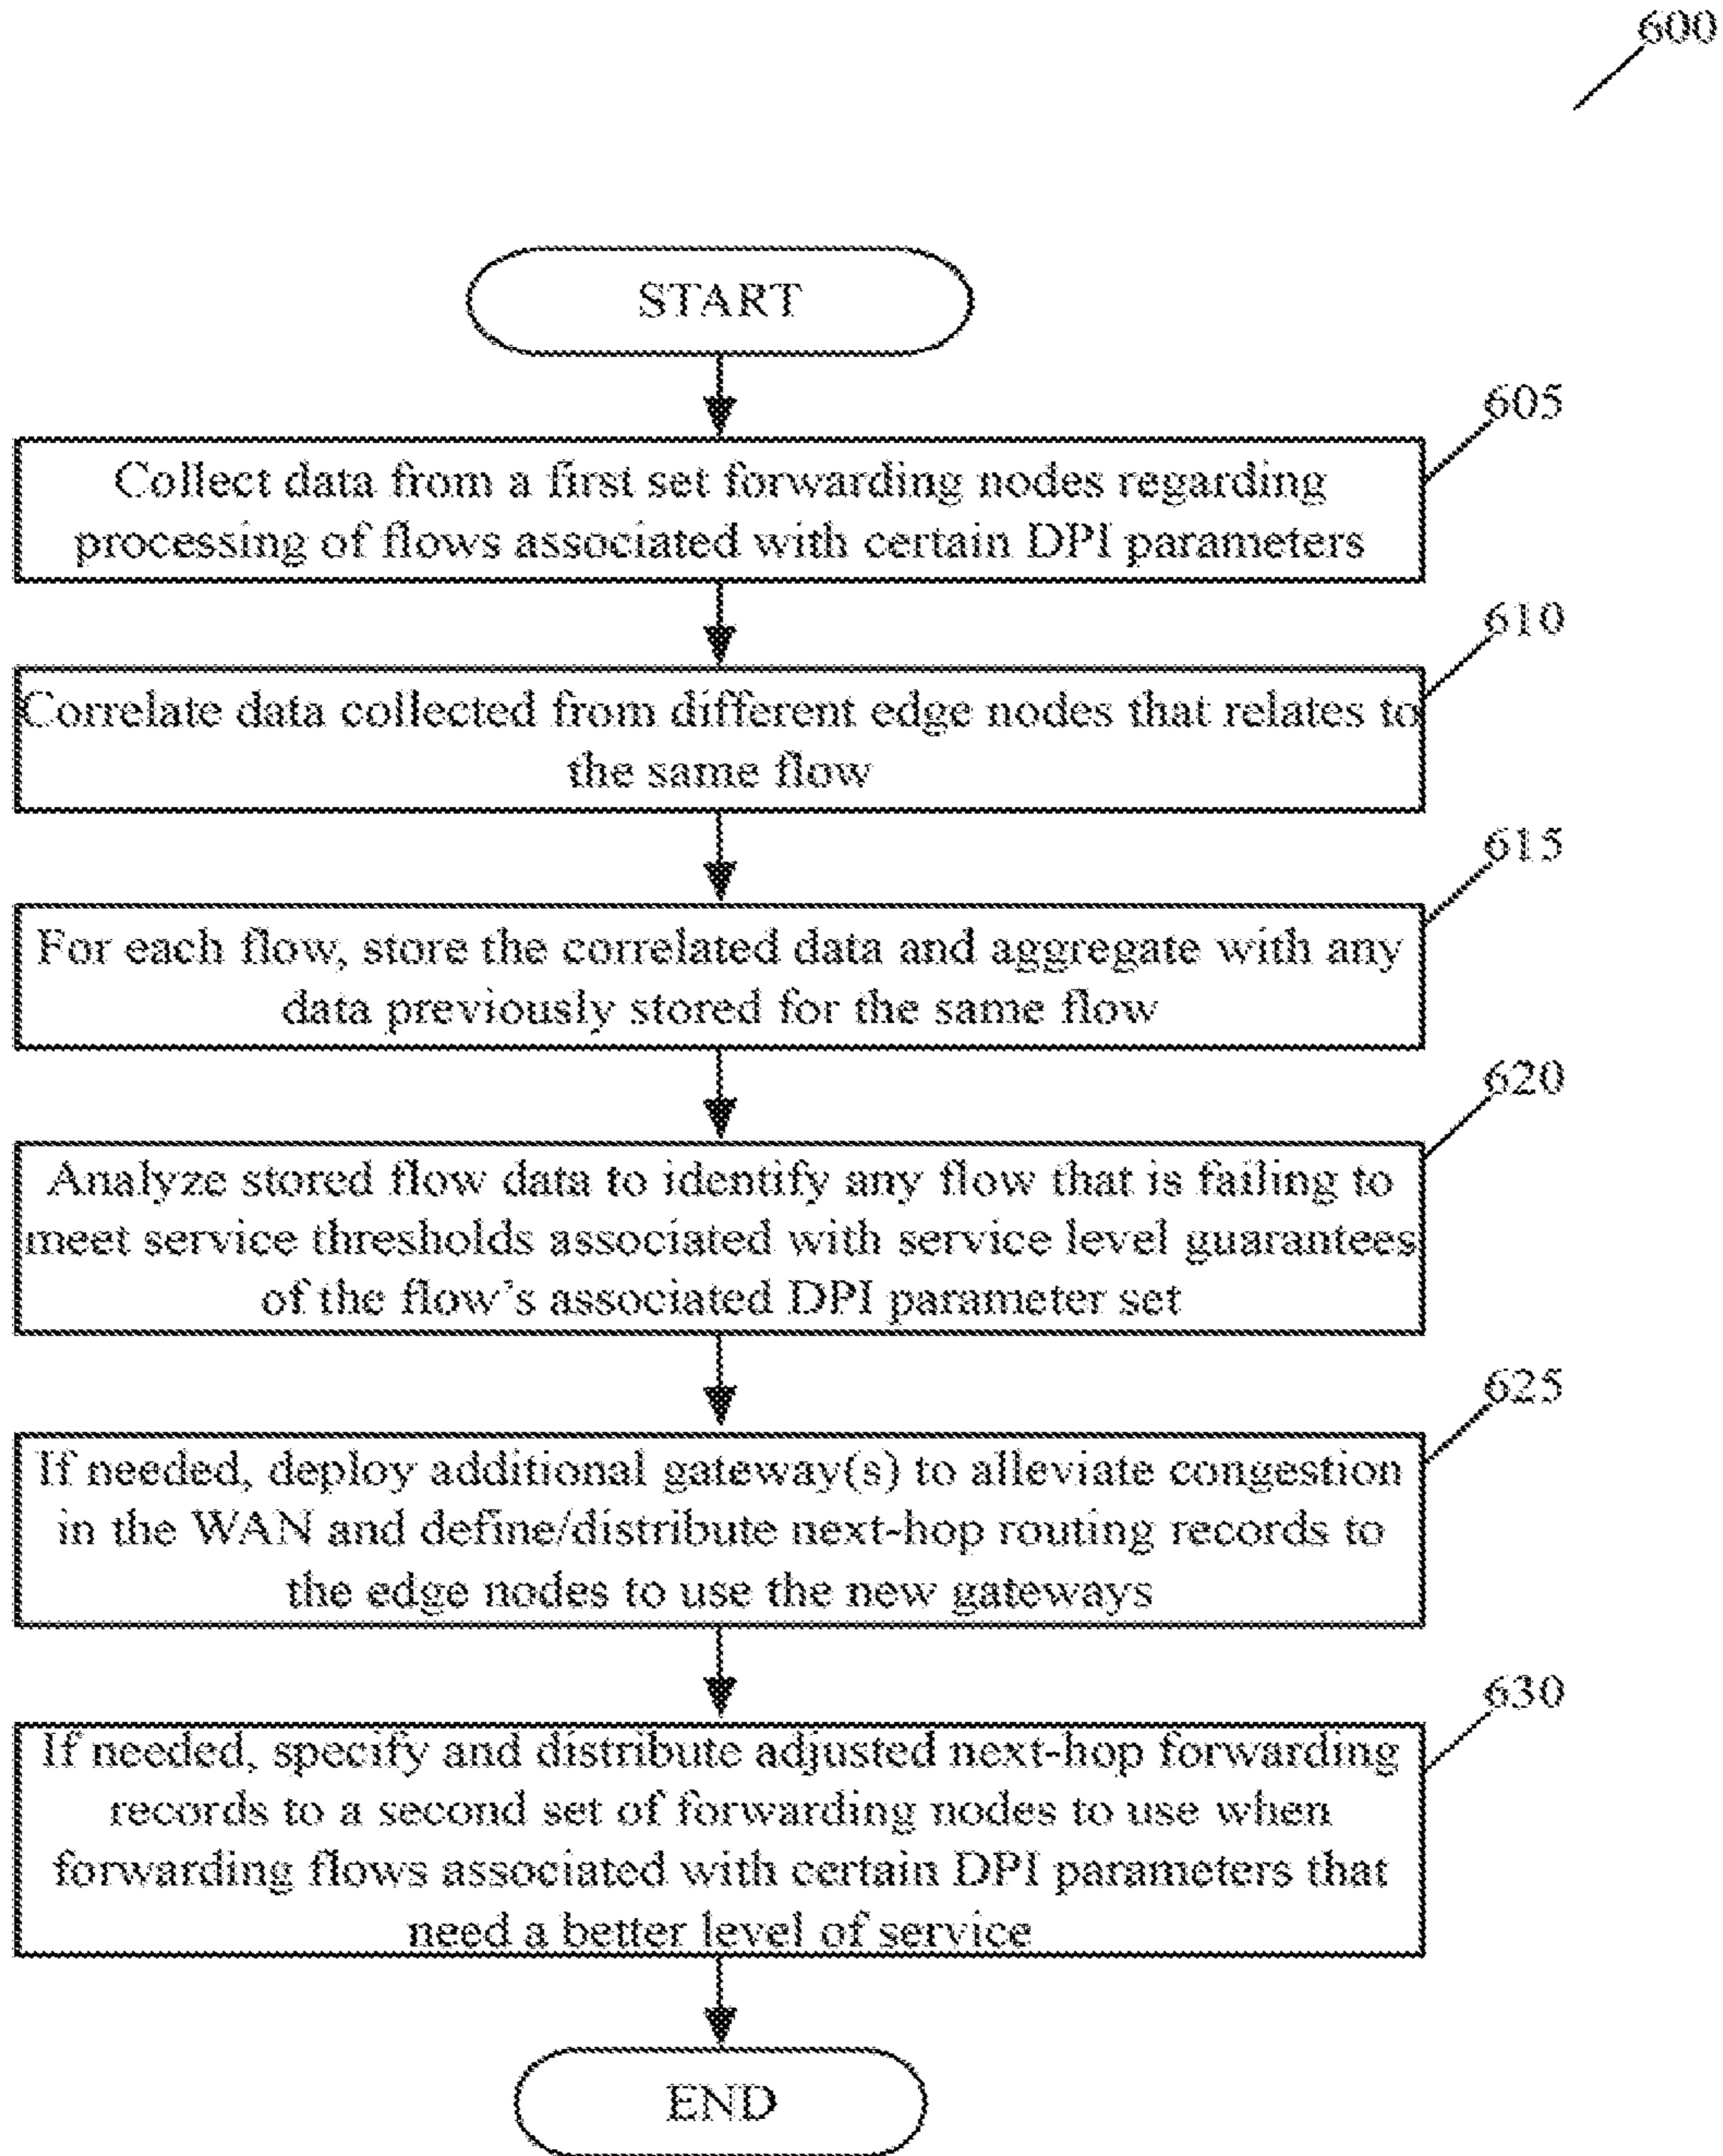 600
START
605
Collect data from a first set forwarding nodes regarding
processing of flows associated with certain DPI parameters
610
Correlate data collected from different edge nodes that relates to
the same flow
615
For each flow, store the correlated data and aggregate with any
data previously stored for the same flow
620
Analyze stored flow data to identify any flow that is failing to
meet service thresholds associated with service level guarantees
of the flow's associated DPI parameter set
625
If needed, deploy additional gateway(s) to alleviate congestion
in the WAN and define/distribute next-hop routing records to
the edge nodes to use the new gateways
630
If needed, specify and distribute adjusted next-hop forwarding
records to a second set of forwarding nodes to use when
forwarding flows associated with certain DPI parameters that
need a better level of service
END